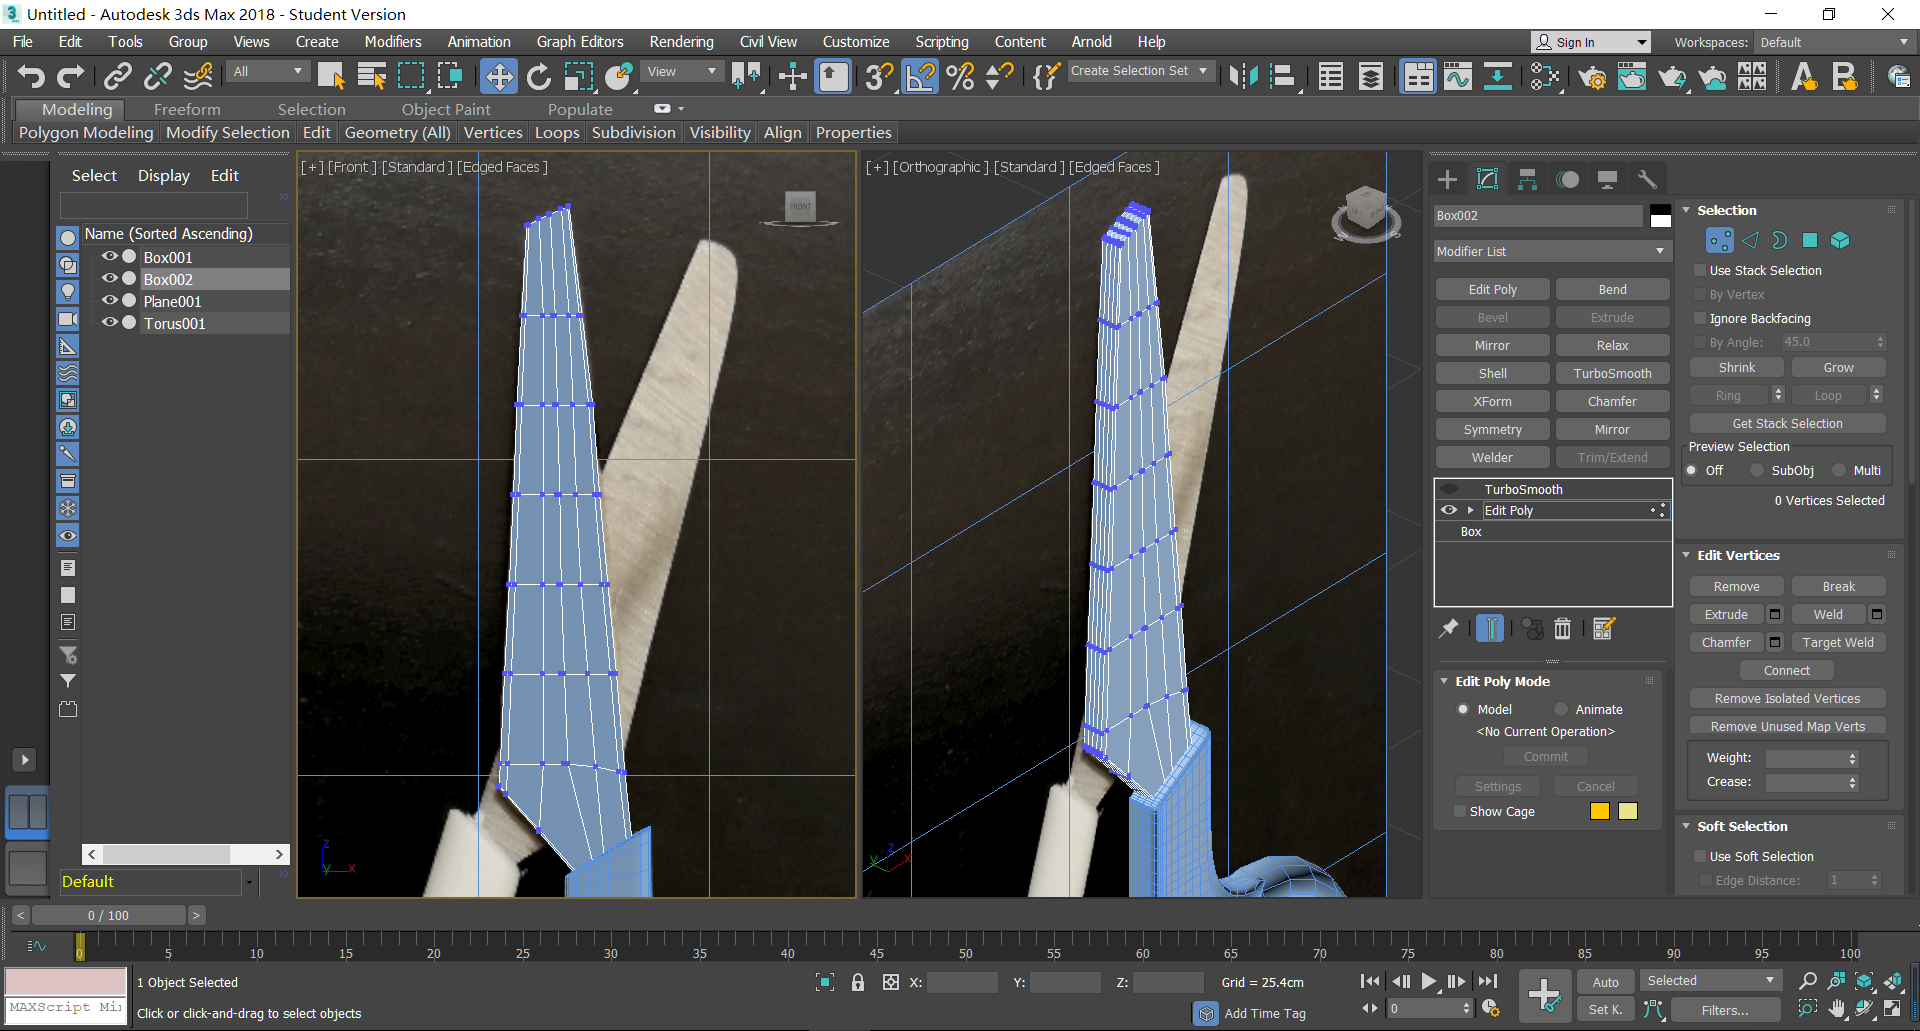 Untitled - Autodesk 3ds Max 2018 - Student Version
File Edit Tools Group Views Create Modifiers Animation Graph Editors Rendering Civil View Customize Scripting Content Arnold Help
Sign In Workspaces: Default
All View Create Selection Set
Modeling Freeform Selection Object Paint Populate
Polygon Modeling Modify Selection Edit Geometry (All) Vertices Loops Subdivision Visibility Align Properties
Select Display Edit
Name (Sorted Ascending)
Box001
Box002
Plane001
Torus001
Default
[+] [Front ] [Standard ] [Edged Faces ]
FRONT
z
y
x
[+] [Orthographic ] [Standard ] [Edged Faces ]
W
y
z
x
Box002
Modifier List
Edit Poly Bend
Bevel Extrude
Mirror Relax
Shell TurboSmooth
XForm Chamfer
Symmetry Mirror
Welder Trim/Extend
TurboSmooth
Edit Poly
Box
Edit Poly Mode
Model Animate
<No Current Operation>
Commit
Settings Cancel
Show Cage
Selection
Use Stack Selection
By Vertex
Ignore Backfacing
By Angle: 45.0
Shrink Grow
Ring Loop
Get Stack Selection
Preview Selection
Off SubObj Multi
0 Vertices Selected
Edit Vertices
Remove Break
Extrude Weld
Chamfer Target Weld
Connect
Remove Isolated Vertices
Remove Unused Map Verts
Weight:
Crease:
Soft Selection
Use Soft Selection
Edge Distance: 1
< 0 / 100 >
0 5 10 15 20 25 30 35 40 45 50 55 60 65 70 75 80 85 90 95 100
1 Object Selected X: Y: Z: Grid = 25.4cm Auto Selected
MAXScript Mi
Click or click-and-drag to select objects Add Time Tag 0 Set K. Filters...